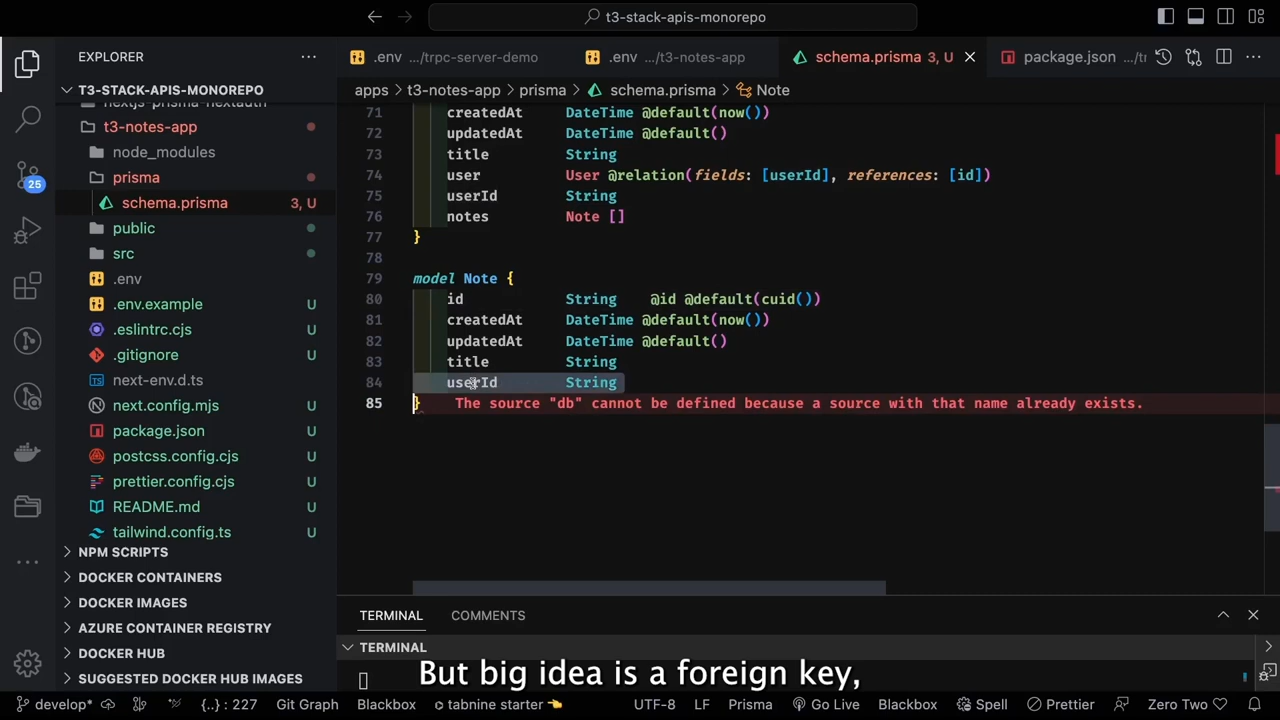 t3-stack-apis-monorepo
EXPLORER
.env .../trpc-server-demo
.env .../t3-notes-app
schema.prisma 3, U
package.json .../tr
T3-STACK-APIS-MONOREPO
apps > t3-notes-app > prisma > schema.prisma > Note
nextjs-prisma-nextauth
t3-notes-app
node_modules
prisma
schema.prisma 3, U
public
src
.env
.env.example U
.eslintrc.cjs U
.gitignore U
next-env.d.ts
next.config.mjs U
package.json U
postcss.config.cjs U
prettier.config.cjs U
README.md U
tailwind.config.ts U
NPM SCRIPTS
DOCKER CONTAINERS
DOCKER IMAGES
AZURE CONTAINER REGISTRY
DOCKER HUB
SUGGESTED DOCKER HUB IMAGES
25
71 createdAt DateTime @default(now())
72 updatedAt DateTime @default()
73 title String
74 user User @relation(fields: [userId], references: [id])
75 userId String
76 notes Note []
77 }
78
79 model Note {
80 id String @id @default(cuid())
81 createdAt DateTime @default(now())
82 updatedAt DateTime @default()
83 title String
84 userId String
85 } The source "db" cannot be defined because a source with that name already exists.
TERMINAL COMMENTS
TERMINAL
But big idea is a foreign key,
develop* {..} : 227 Git Graph Blackbox tabnine starter UTF-8 LF Prisma Go Live Blackbox Spell Prettier Zero Two